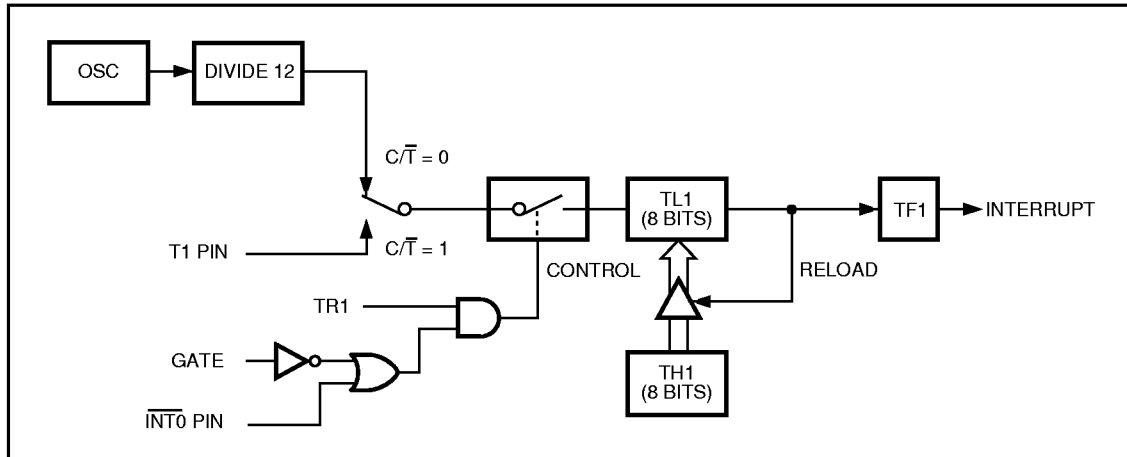 OSC
DIVIDE 12
C/T̅ = 0
TL1
(8 BITS)
TF1
INTERRUPT
T1 PIN
C/T̅ = 1
CONTROL
RELOAD
TR1
GATE
TH1
(8 BITS)
I̅N̅T̅0̅ PIN